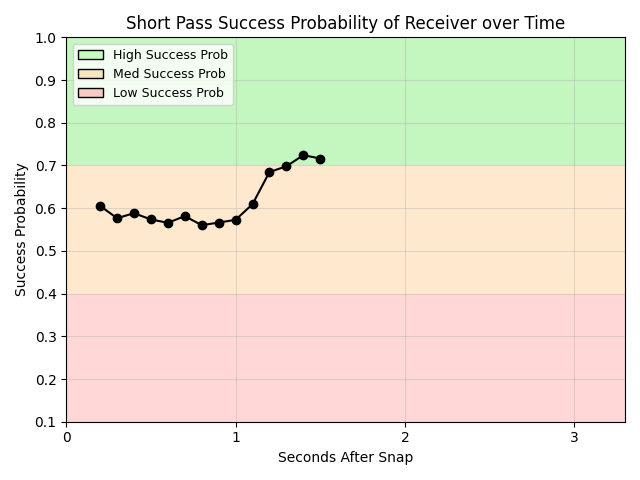 Short Pass Success Probability of Receiver over Time
1.0
0.9
0.8
0.7
0.6
0.5
0.4
0.3
0.2
0.1
Success Probability
High Success Prob
Med Success Prob
Low Success Prob
0 1 2 3
Seconds After Snap